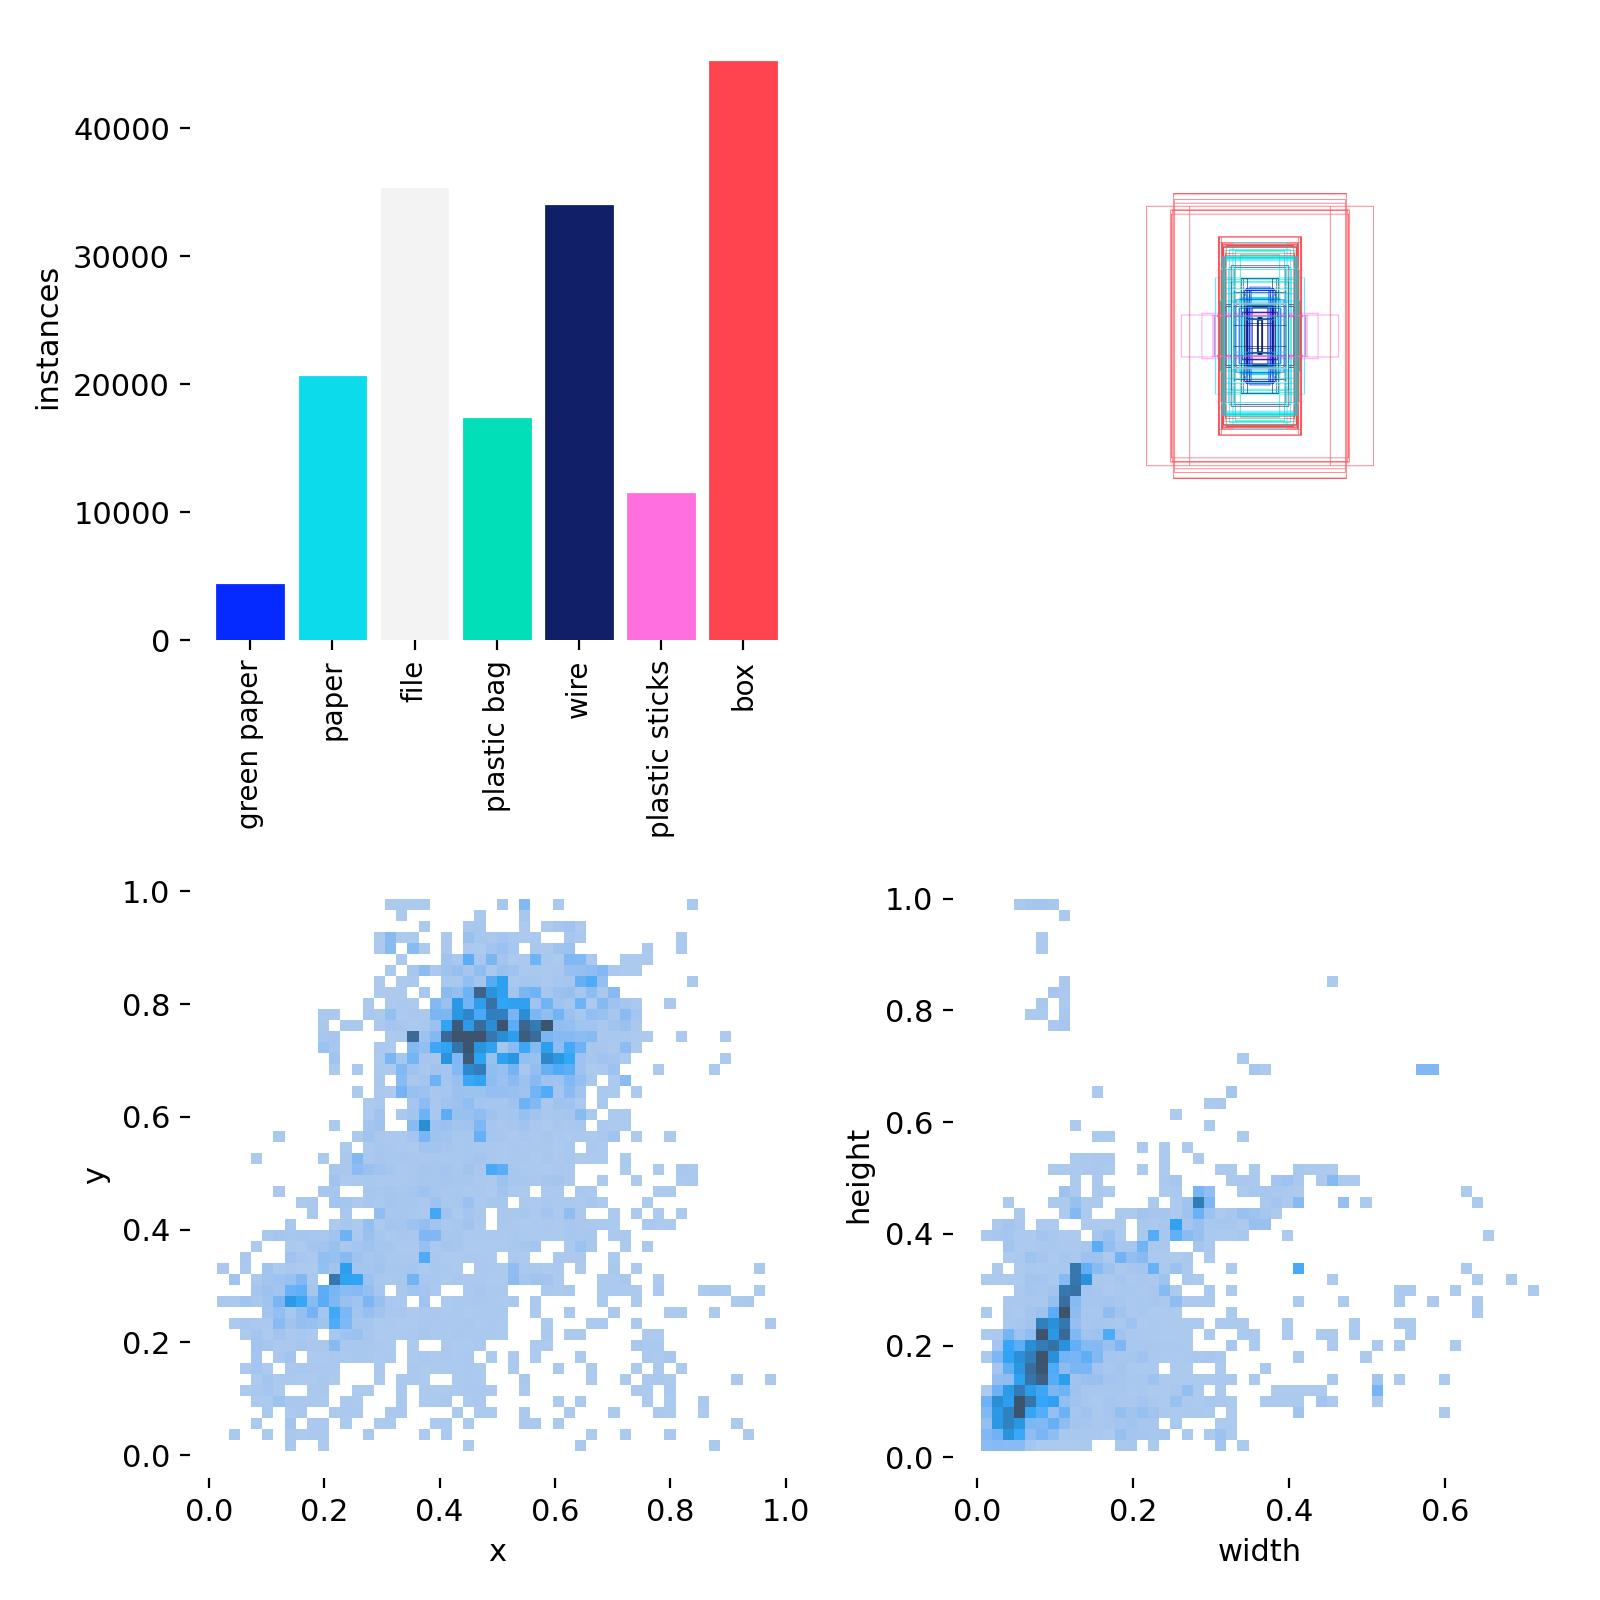 instances
40000
30000
20000
10000
0
green paper
paper
file
plastic bag
wire
plastic sticks
box
y
1.0
0.8
0.6
0.4
0.2
0.0
0.0 0.2 0.4 0.6 0.8 1.0
x
height
1.0
0.8
0.6
0.4
0.2
0.0
0.0 0.2 0.4 0.6
width